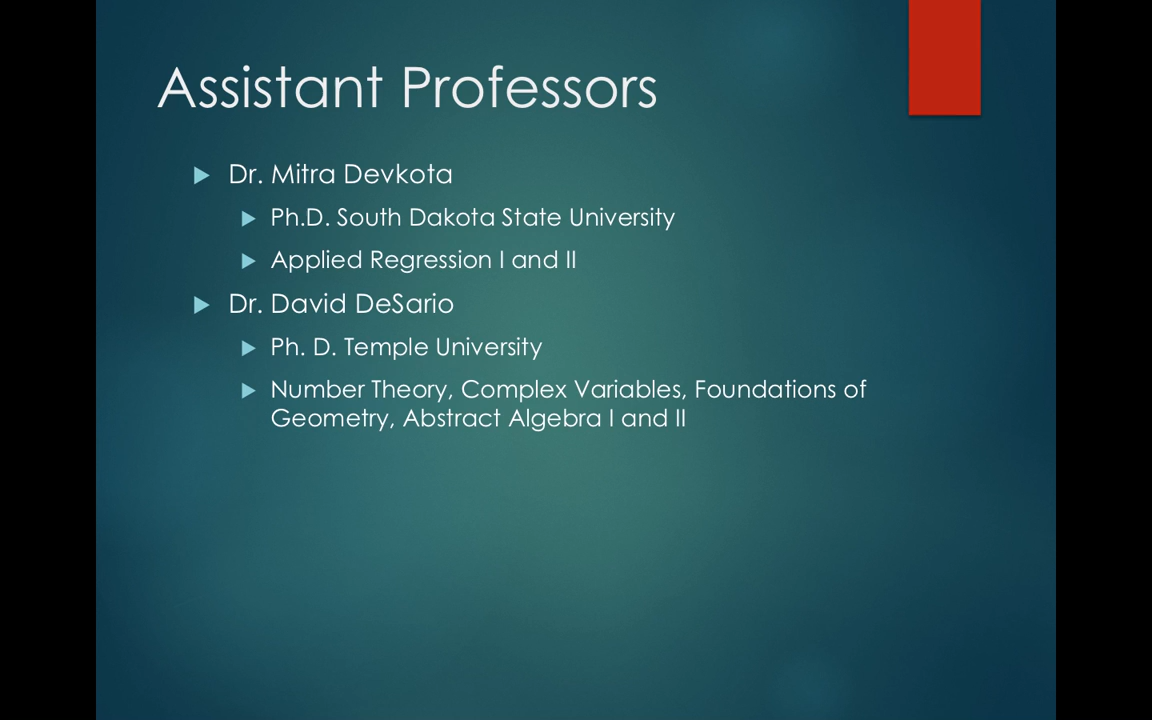 Assistant Professors
Dr. Mitra Devkota
Ph.D. South Dakota State University
Applied Regression I and II
Dr. David DeSario
Ph. D. Temple University
Number Theory, Complex Variables, Foundations of
Geometry, Abstract Algebra I and II